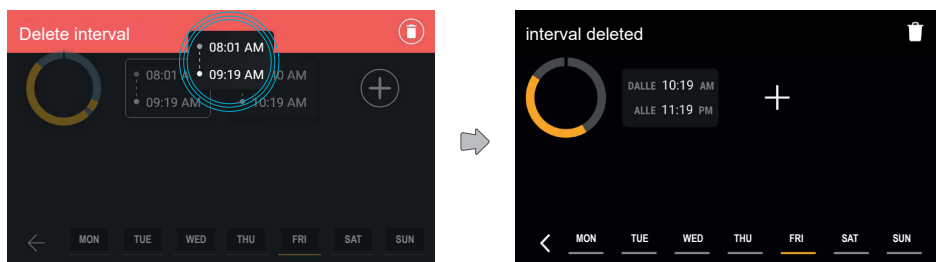 Delete interval
08:01 AM
09:19 AM
08:01 A
0 AM
09:19 AM
10:19 AM
MON TUE WED THU FRI SAT SUN
interval deleted
DALLE 10:19 AM
ALLE 11:19 PM
MON TUE WED THU FRI SAT SUN